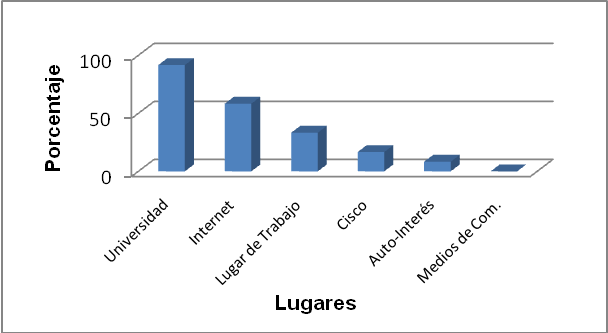 Porcentaje
100
50
0
Universidad
Internet
Lugar de Trabajo
Cisco
Auto-Interés
Medios de Com.
Lugares